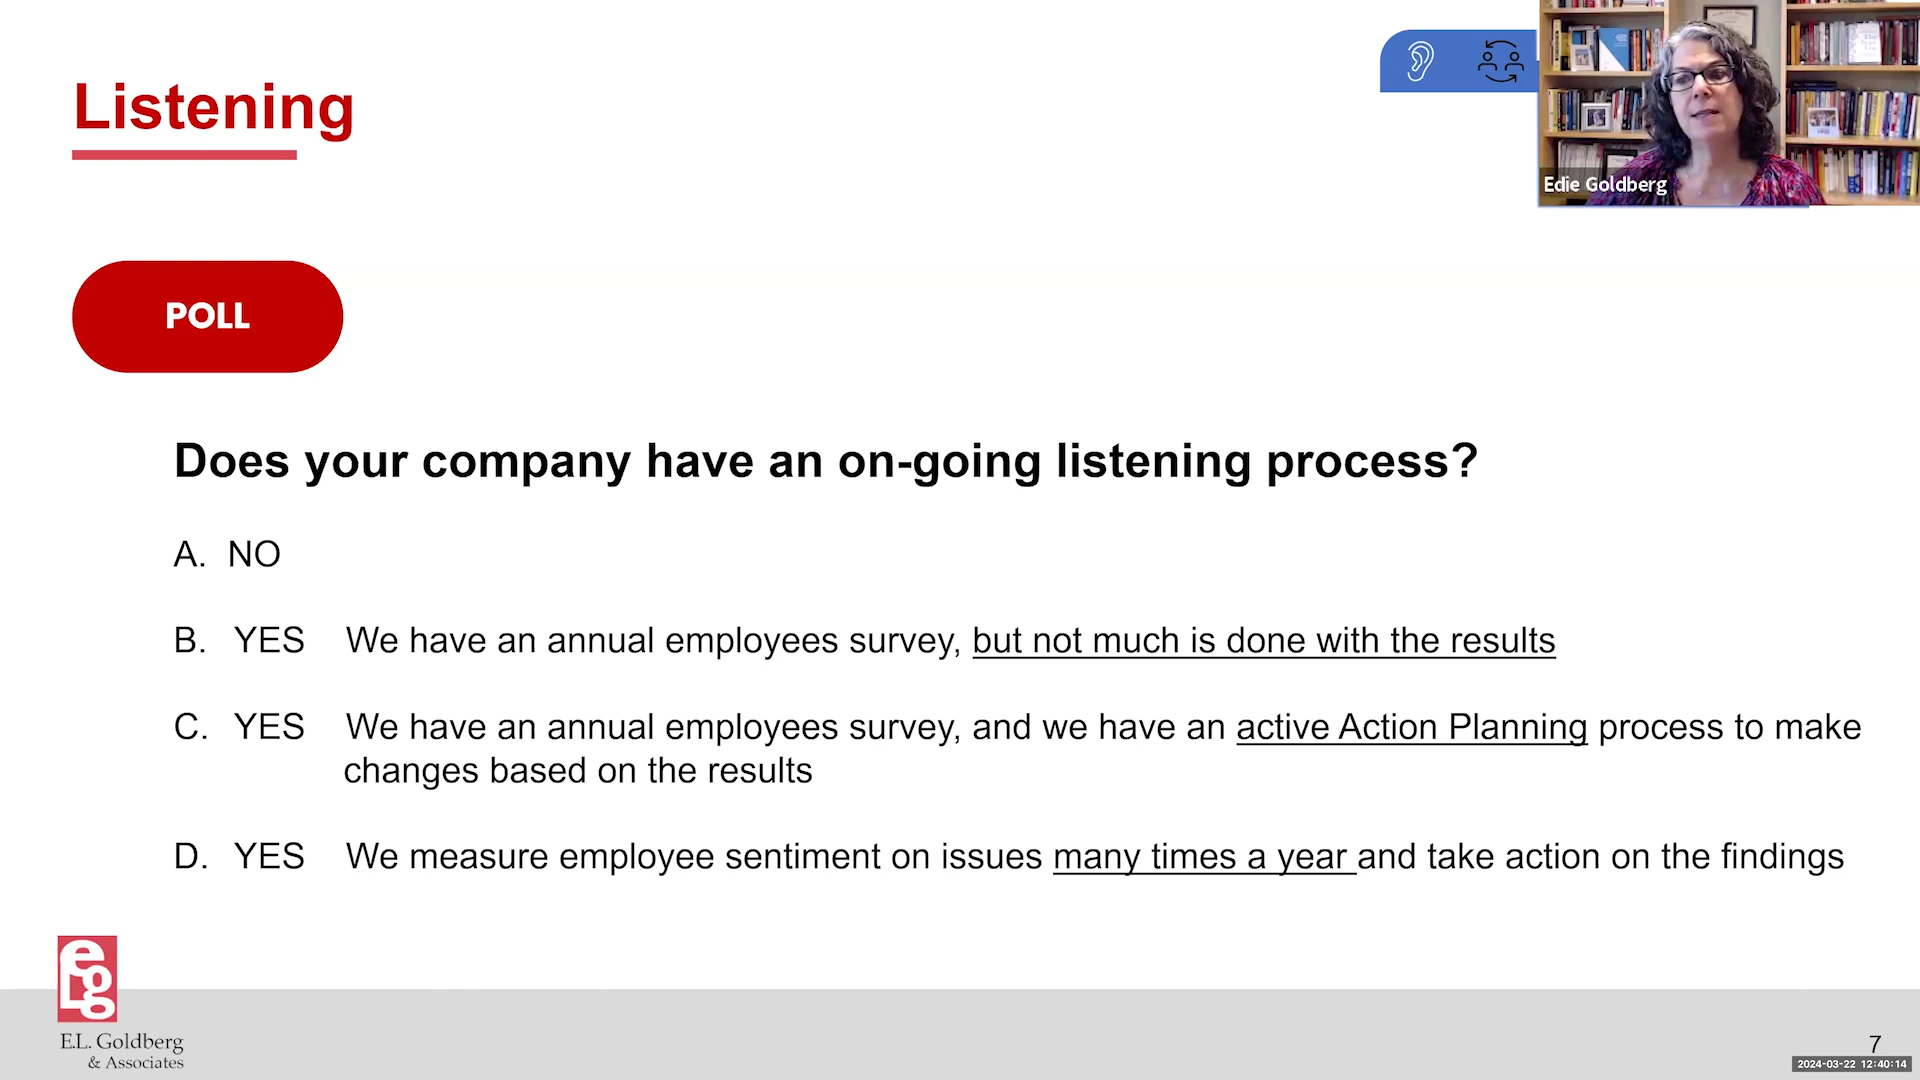 Listening
Edie Goldberg
POLL
Does your company have an on-going listening process?
A. NO
B. YES We have an annual employees survey, but not much is done with the results
C. YES We have an annual employees survey, and we have an active Action Planning process to make
changes based on the results
D. YES We measure employee sentiment on issues many times a year and take action on the findings
eLgg
E.L. Goldberg
& Associates
7
2024-03-22 12:40:14